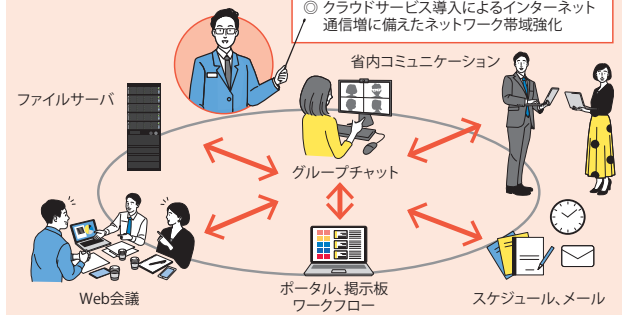 ◎ クラウドサービス導入によるインターネット
通信増に備えたネットワーク帯域強化
省内コミュニケーション
ファイルサーバ
グループチャット
Web会議
ポータル、掲示板
ワークフロー
スケジュール、メール